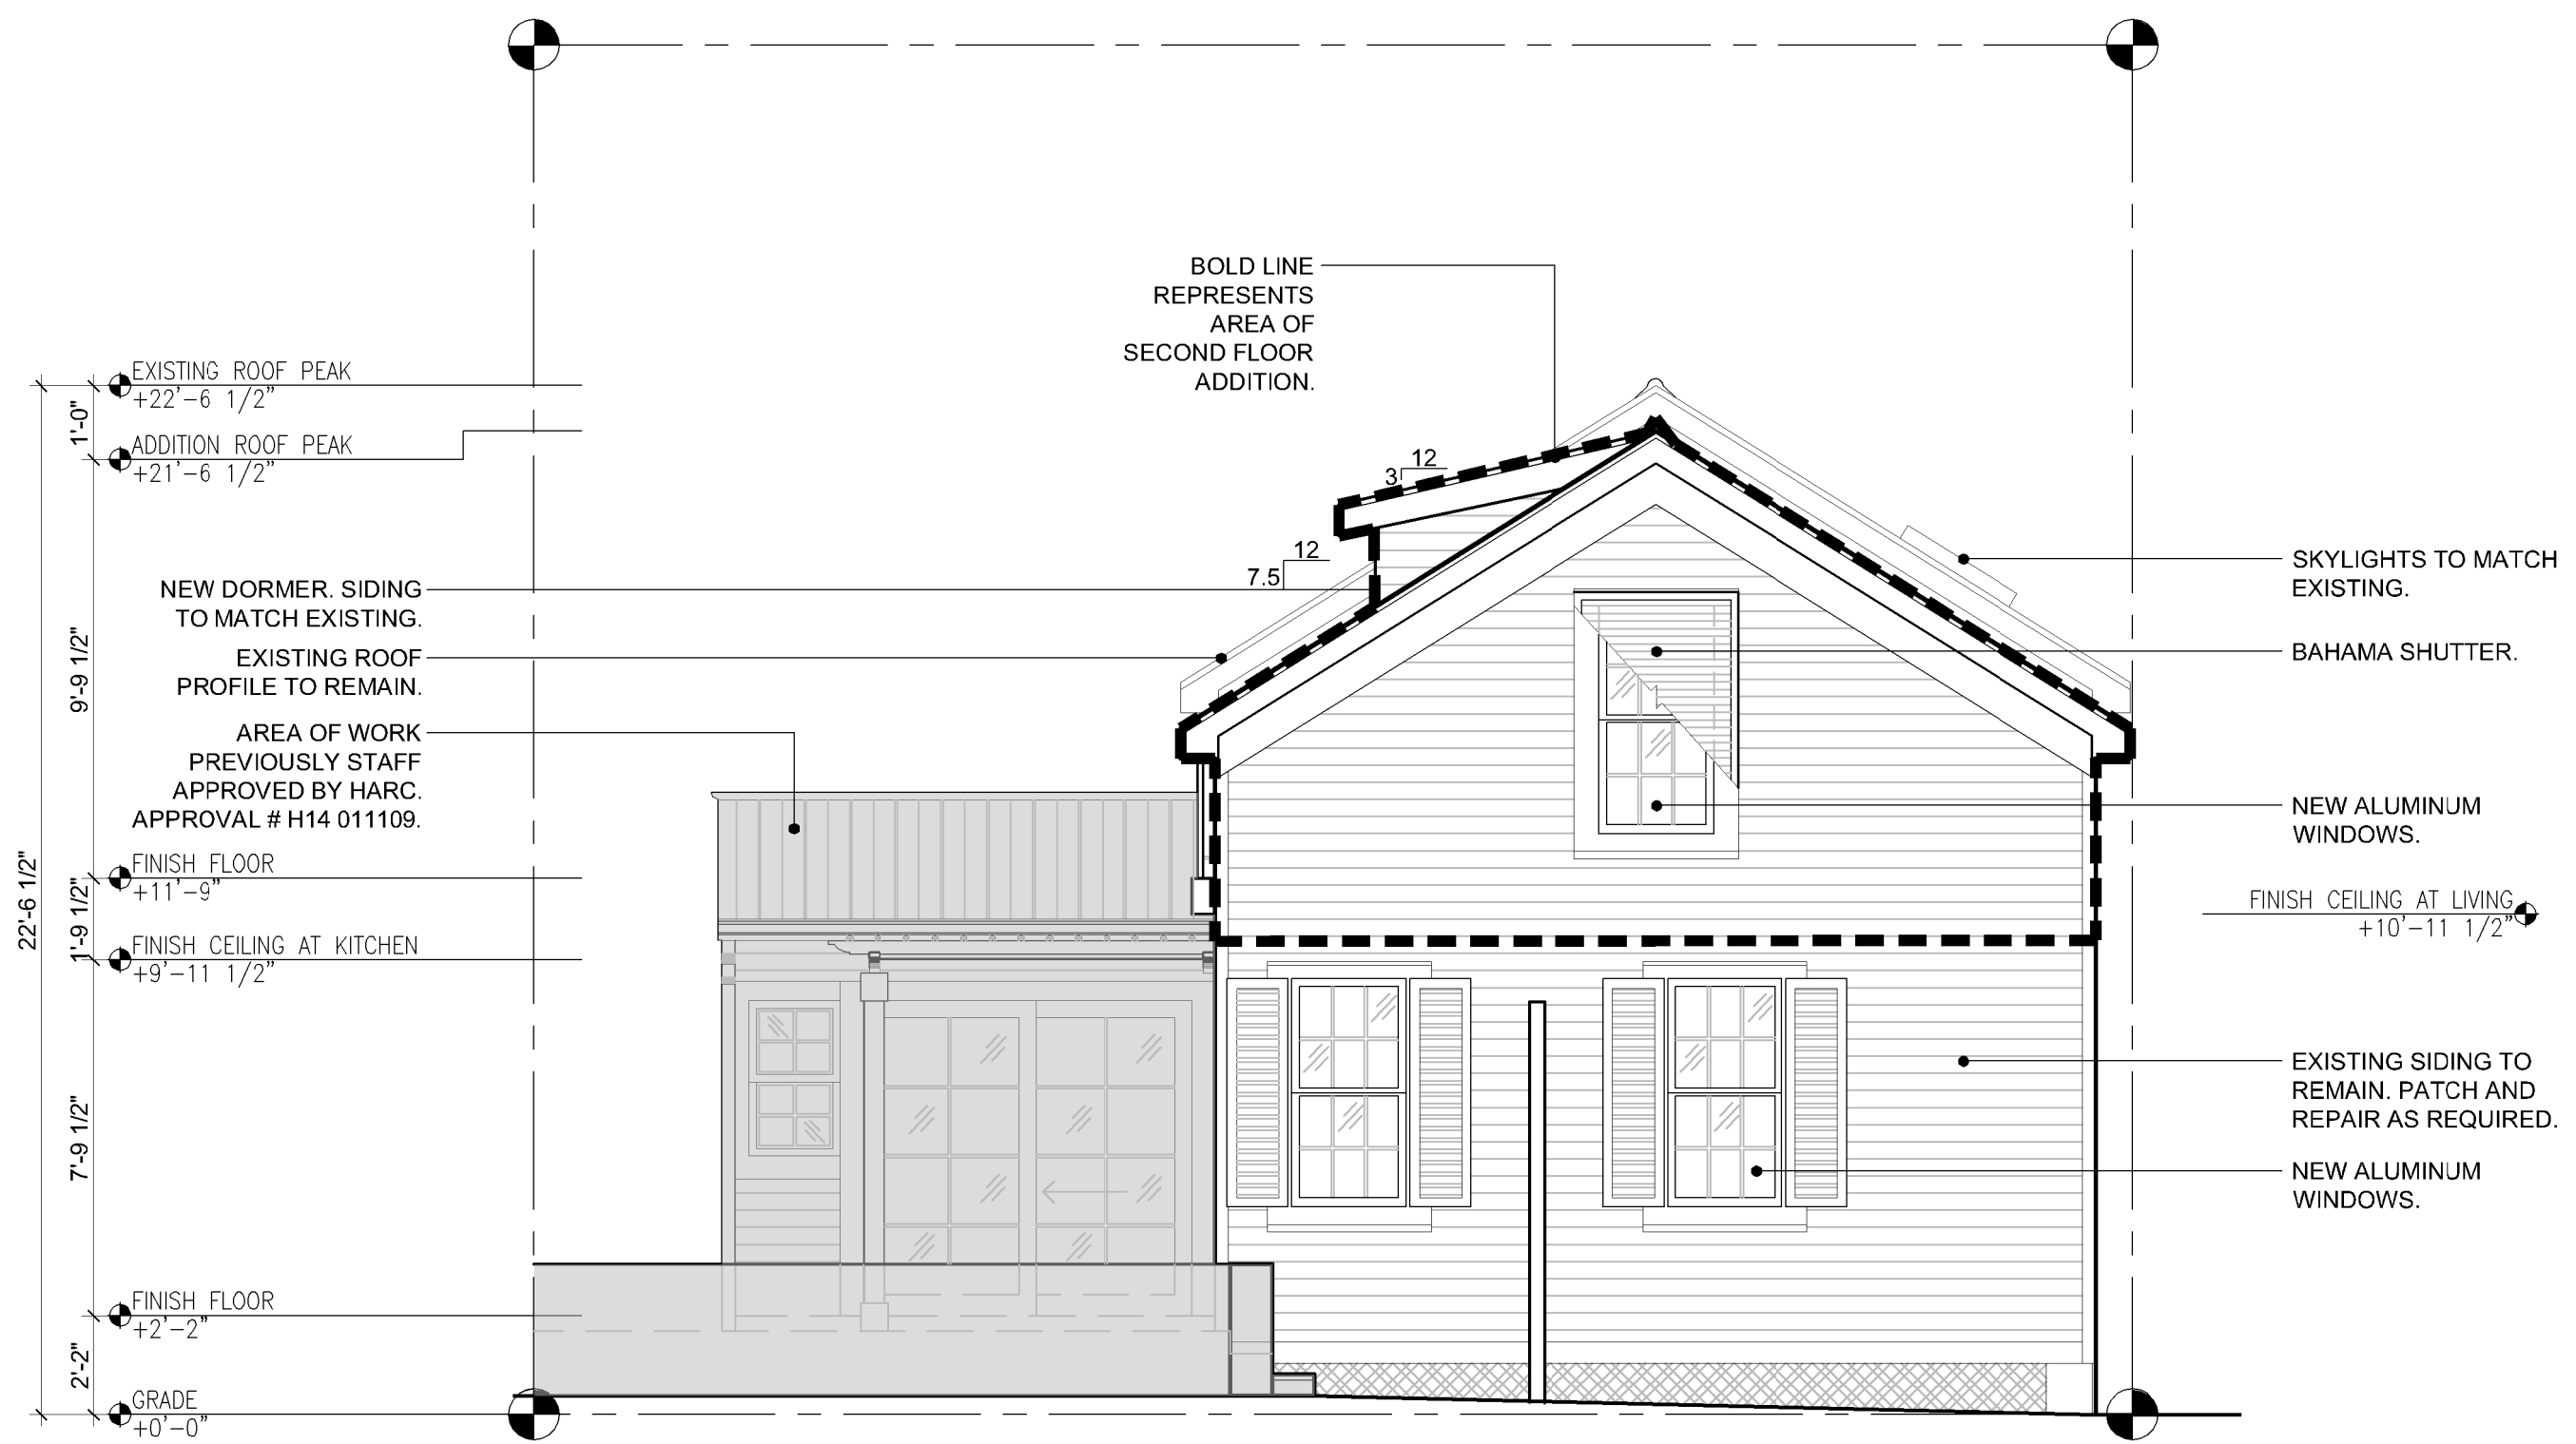 BOLD LINE
REPRESENTS
AREA OF
SECOND FLOOR
ADDITION.
EXISTING ROOF PEAK
+22'-6 1/2"
1'-0"
ADDITION ROOF PEAK
+21'-6 1/2"
12
3
12
7.5
NEW DORMER. SIDING
TO MATCH EXISTING.
EXISTING ROOF
PROFILE TO REMAIN.
AREA OF WORK
PREVIOUSLY STAFF
APPROVED BY HARC.
APPROVAL # H14 011109.
9'-9 1/2"
SKYLIGHTS TO MATCH
EXISTING.
BAHAMA SHUTTER.
NEW ALUMINUM
WINDOWS.
FINISH FLOOR
+11'-9"
1'-9 1/2"
22'-6 1/2"
FINISH CEILING AT KITCHEN
+9'-11 1/2"
FINISH CEILING AT LIVING
+10'-11 1/2"
EXISTING SIDING TO
REMAIN. PATCH AND
REPAIR AS REQUIRED.
NEW ALUMINUM
WINDOWS.
7'-9 1/2"
FINISH FLOOR
+2'-2"
2'-2"
GRADE
+0'-0"